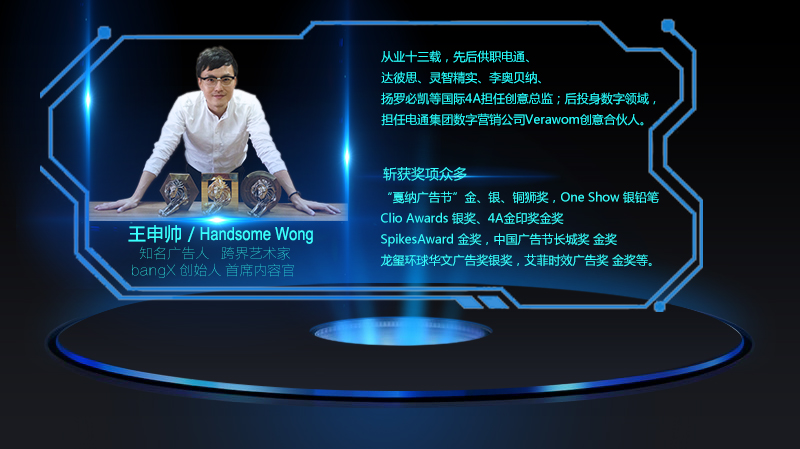 王申帅 / Handsome Wong
知名广告人 跨界艺术家
bangX 创始人 首席内容官
从业十三载，先后供职电通、
达彼思、灵智精实、李奥贝纳、
扬罗必凯等国际4A担任创意总监；后投身数字领域，
担任电通集团数字营销公司Verawom创意合伙人。
斩获奖项众多
“戛纳广告节”金、银、铜狮奖，One Show 银铅笔
Clio Awards 银奖、4A金印奖金奖
SpikesAward 金奖，中国广告节长城奖 金奖
龙玺环球华文广告奖银奖，艾菲时效广告奖 金奖等。